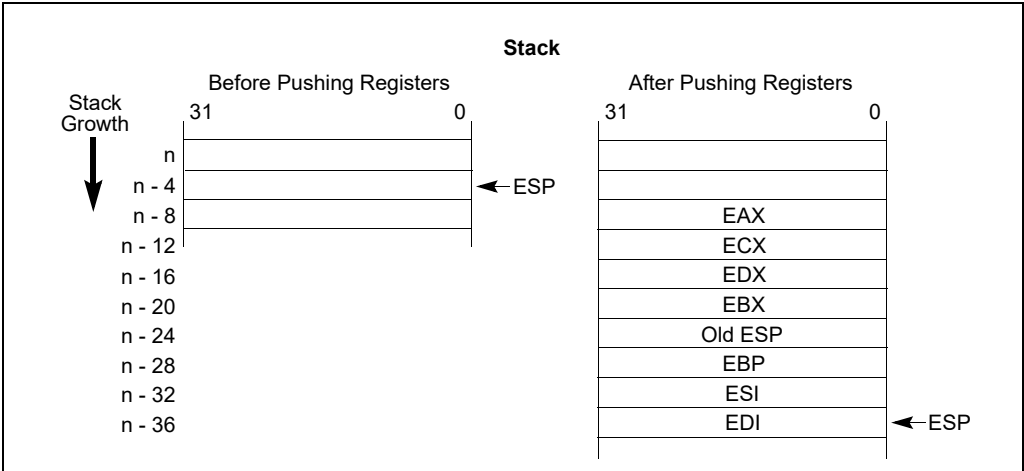 Stack
Before Pushing Registers After Pushing Registers
Stack
Growth
31 0 31 0
n
n - 4 ESP
n - 8 EAX
n - 12 ECX
n - 16 EDX
n - 20 EBX
n - 24 Old ESP
n - 28 EBP
n - 32 ESI
n - 36 EDI ESP